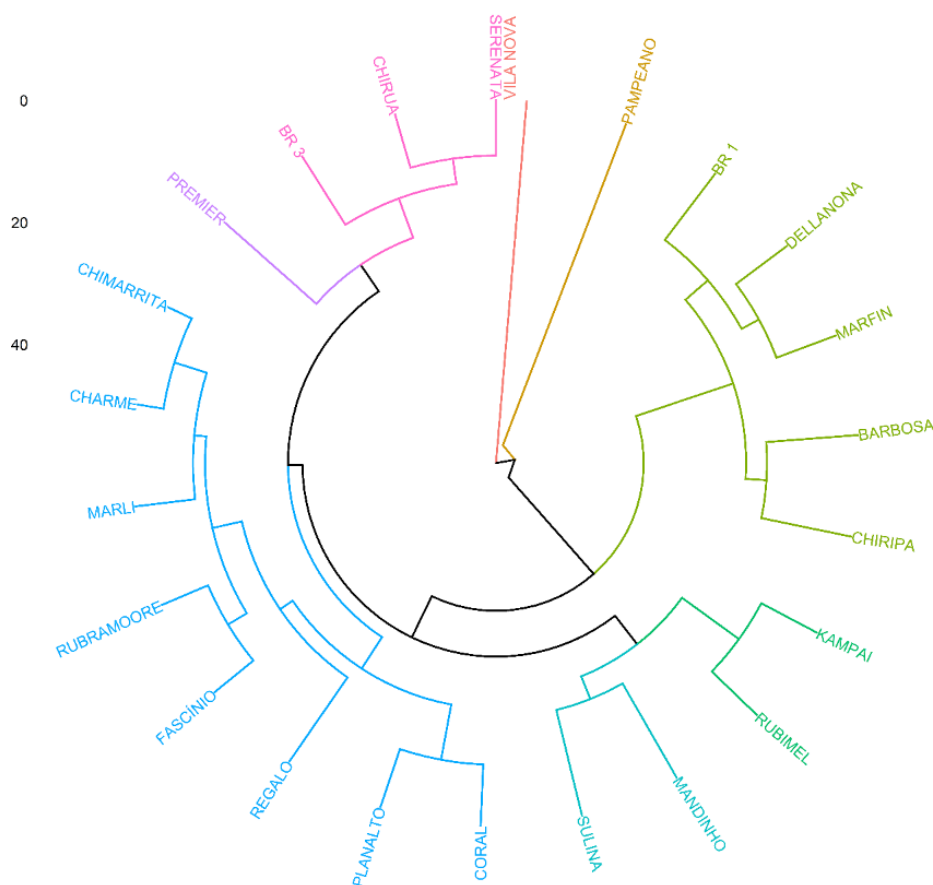 0
20
40
SERENATA
VILA NOVA
PAMPEANO
BR 1
DELLANONA
MARFIN
BARBOSA
CHIRIPA
KAMPAI
RUBIMEL
MANDINHO
SULINA
CORAL
PLANALTO
REGALO
FASCÍNIO
RUBRAMOORE
MARLI
CHARME
CHIMARRITA
PREMIER
BR 3
CHIRUA